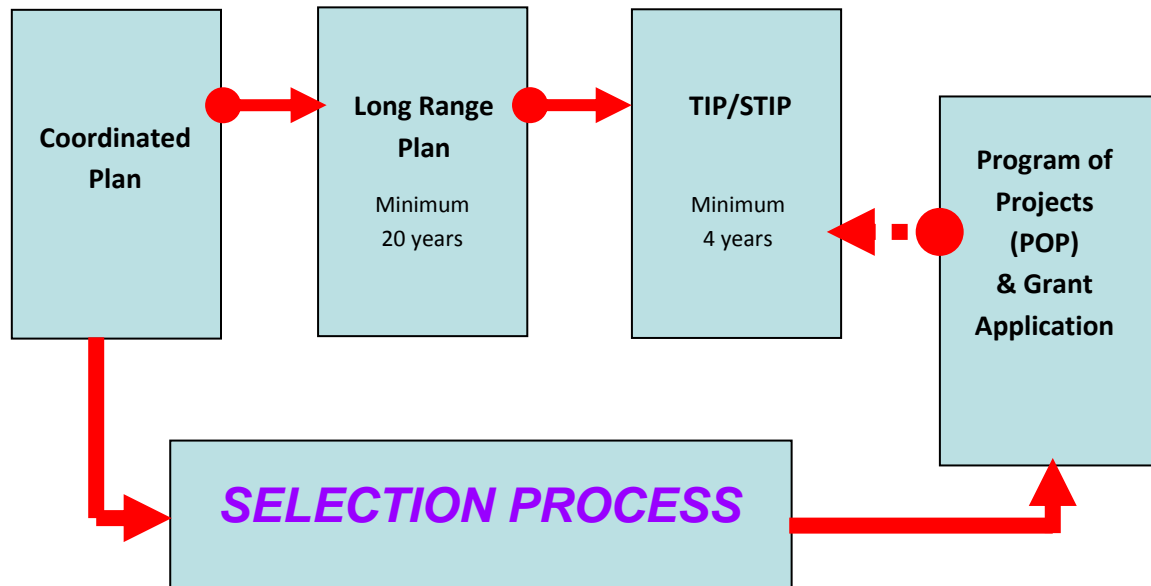 Coordinated
Plan
Long Range
Plan
Minimum
20 years
TIP/STIP
Minimum
4 years
Program of
Projects
(POP)
& Grant
Application
SELECTION PROCESS